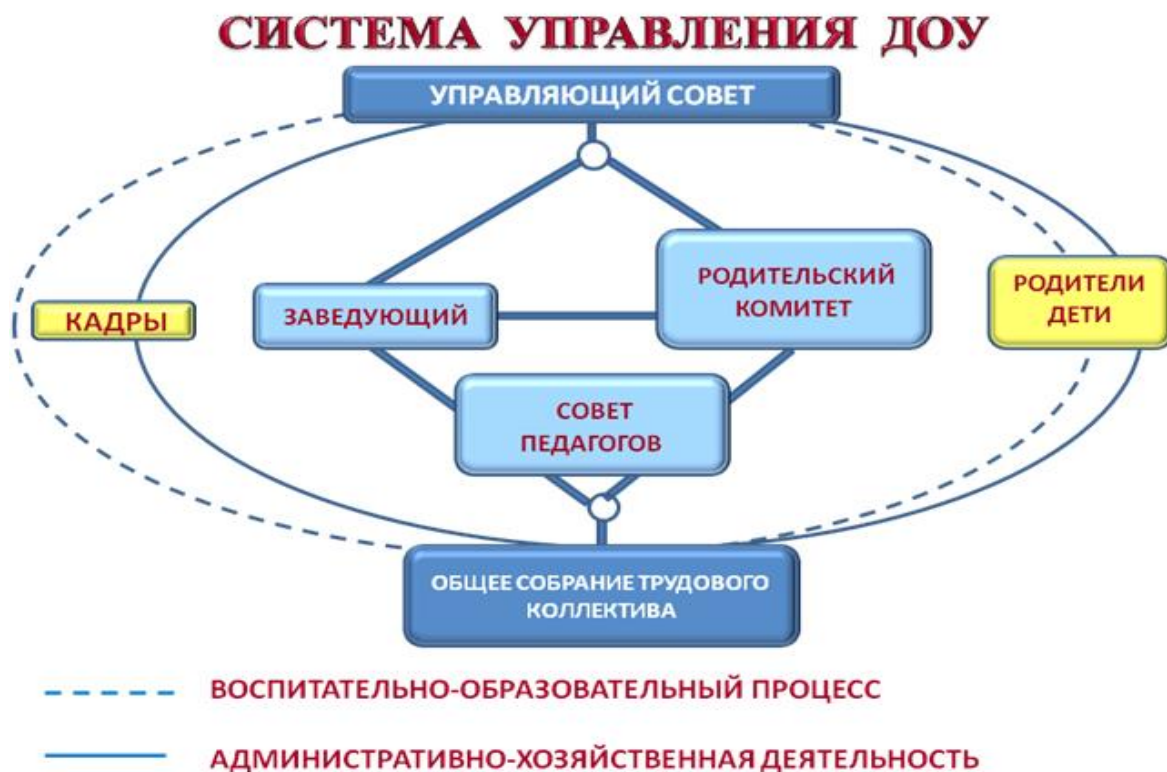 СИСТЕМА УПРАВЛЕНИЯ ДОУ
УПРАВЛЯЮЩИЙ СОВЕТ
КАДРЫ
ЗАВЕДУЮЩИЙ
РОДИТЕЛЬСКИЙ
КОМИТЕТ
РОДИТЕЛИ
ДЕТИ
СОВЕТ
ПЕДАГОГОВ
ОБЩЕЕ СОБРАНИЕ ТРУДОВОГО
КОЛЛЕКТИВА
ВОСПИТАТЕЛЬНО-ОБРАЗОВАТЕЛЬНЫЙ ПРОЦЕСС
АДМИНИСТРАТИВНО-ХОЗЯЙСТВЕННАЯ ДЕЯТЕЛЬНОСТЬ